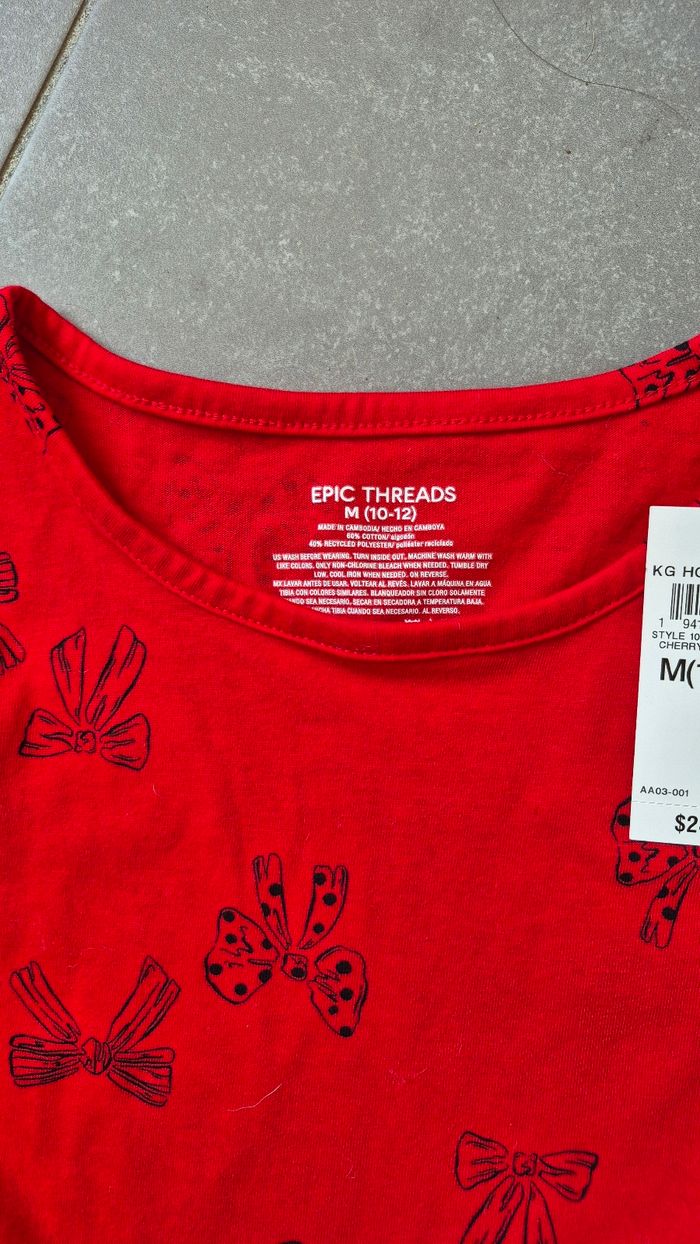 EPIC THREADS
M (10-12)
MADE IN CAMBODIA/ HECHO EN CAMBOYA
60% COTTON/ algodón
40% RECYCLED POLYESTER/ poliéster reciclado
US WASH BEFORE WEARING. TURN INSIDE OUT. MACHINE WASH WARM WITH
LIKE COLORS. ONLY NON-CHLORINE BLEACH WHEN NEEDED. TUMBLE DRY
LOW, COOL IRON WHEN NEEDED. ON REVERSE.
MX LAVAR ANTES DE USAR. VOLTEAR AL REVÉS. LAVAR A MÁQUINA EN AGUA
TIBIA CON COLORES SIMILARES. BLANQUEADOR SIN CLORO SOLAMENTE
SEA NECESARIO. SECAR EN SECADORA A TEMPERATURA BAJA.
TIBIA CUANDO SEA NECESARIO. AL REVERSO.
KG HO
1 941
STYLE 10
CHERRY
M(1
AA03-001
$2